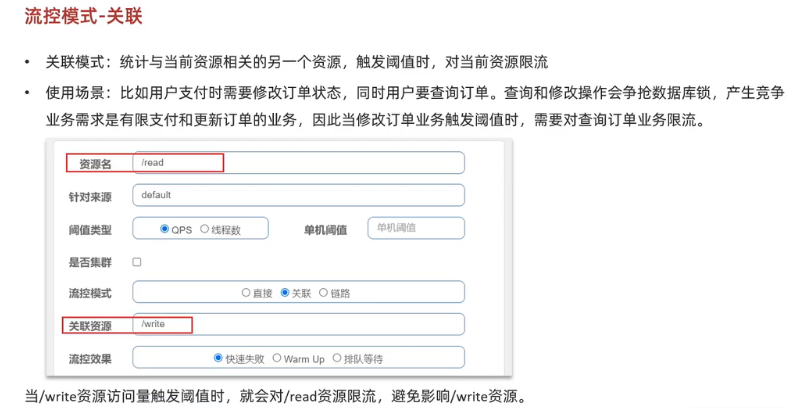 流控模式-关联
• 关联模式：统计与当前资源相关的另一个资源，触发阈值时，对当前资源限流
• 使用场景：比如用户支付时需要修改订单状态，同时用户要查询订单。查询和修改操作会争抢数据库锁，产生竞争
业务需求是有限支付和更新订单的业务，因此当修改订单业务触发阈值时，需要对查询订单业务限流。
资源名 /read
针对来源 default
阈值类型 QPS 线程数 单机阈值 单机阈值
是否集群
流控模式 直接 关联 链路
关联资源 /write
流控效果 快速失败 Warm Up 排队等待
当/write资源访问量触发阈值时，就会对/read资源限流，避免影响/write资源。